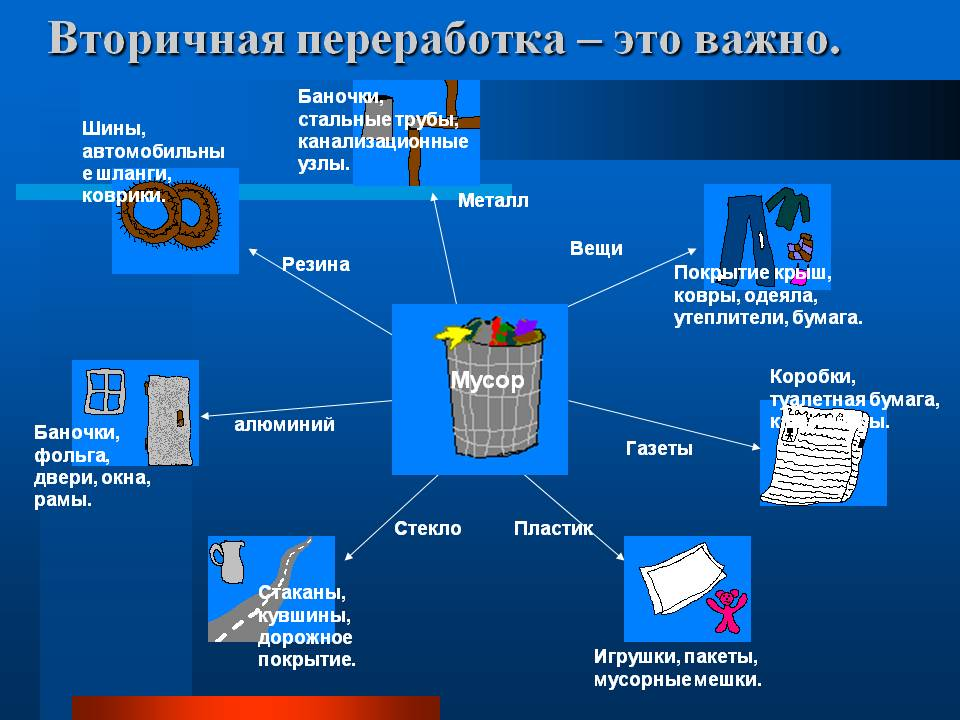 Вторичная переработка – это важно.
Баночки,
стальные трубы,
канализационные
узлы.
Шины,
автомобильны
е шланги,
коврики.
Металл
Вещи
Резина
Покрытие крыш,
ковры, одеяла,
утеплители, бумага.
Мусор
Коробки,
туалетная бумага,
алюминий
Баночки,
фольга,
двери, окна,
рамы.
Газеты
Стекло
Пластик
Стаканы,
кувшины,
дорожное
покрытие.
Игрушки, пакеты,
мусорные мешки.